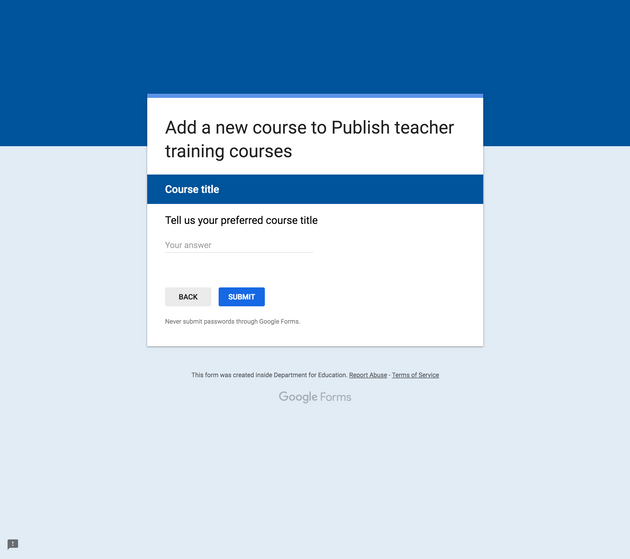 Add a new course to Publish teacher
training courses
Course title
Tell us your preferred course title
Your answer
BACK
SUBMIT
Never submit passwords through Google Forms.
This form was created inside Department for Education. Report Abuse - Terms of Service
Google Forms
!